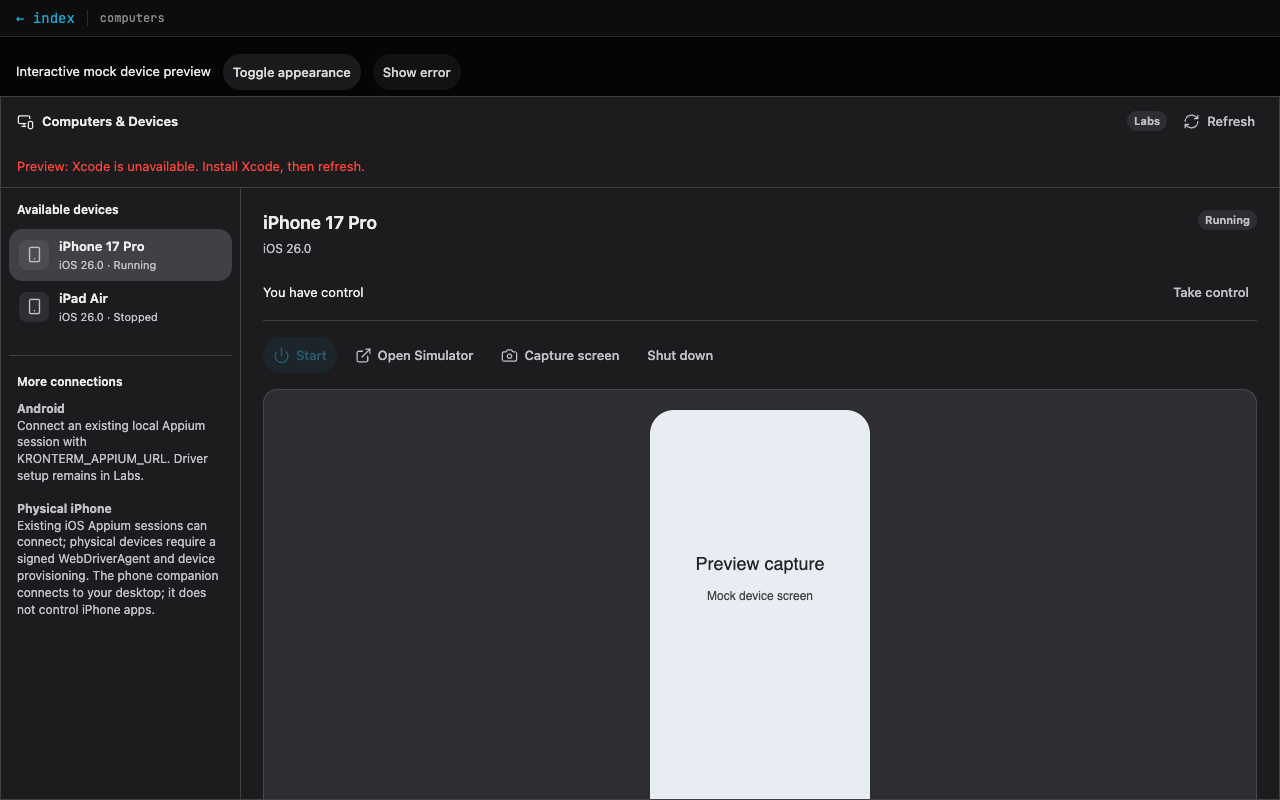 ← index
computers
Interactive mock device preview
Toggle appearance
Show error
Computers & Devices
Labs
Refresh
Preview: Xcode is unavailable. Install Xcode, then refresh.
Available devices
iPhone 17 Pro
iOS 26.0 · Running
iPad Air
iOS 26.0 · Stopped
More connections
Android
Connect an existing local Appium
session with
KRONTERM_APPIUM_URL. Driver
setup remains in Labs.
Physical iPhone
Existing iOS Appium sessions can
connect; physical devices require a
signed WebDriverAgent and device
provisioning. The phone companion
connects to your desktop; it does
not control iPhone apps.
iPhone 17 Pro
Running
iOS 26.0
You have control
Take control
Start
Open Simulator
Capture screen
Shut down
Preview capture
Mock device screen